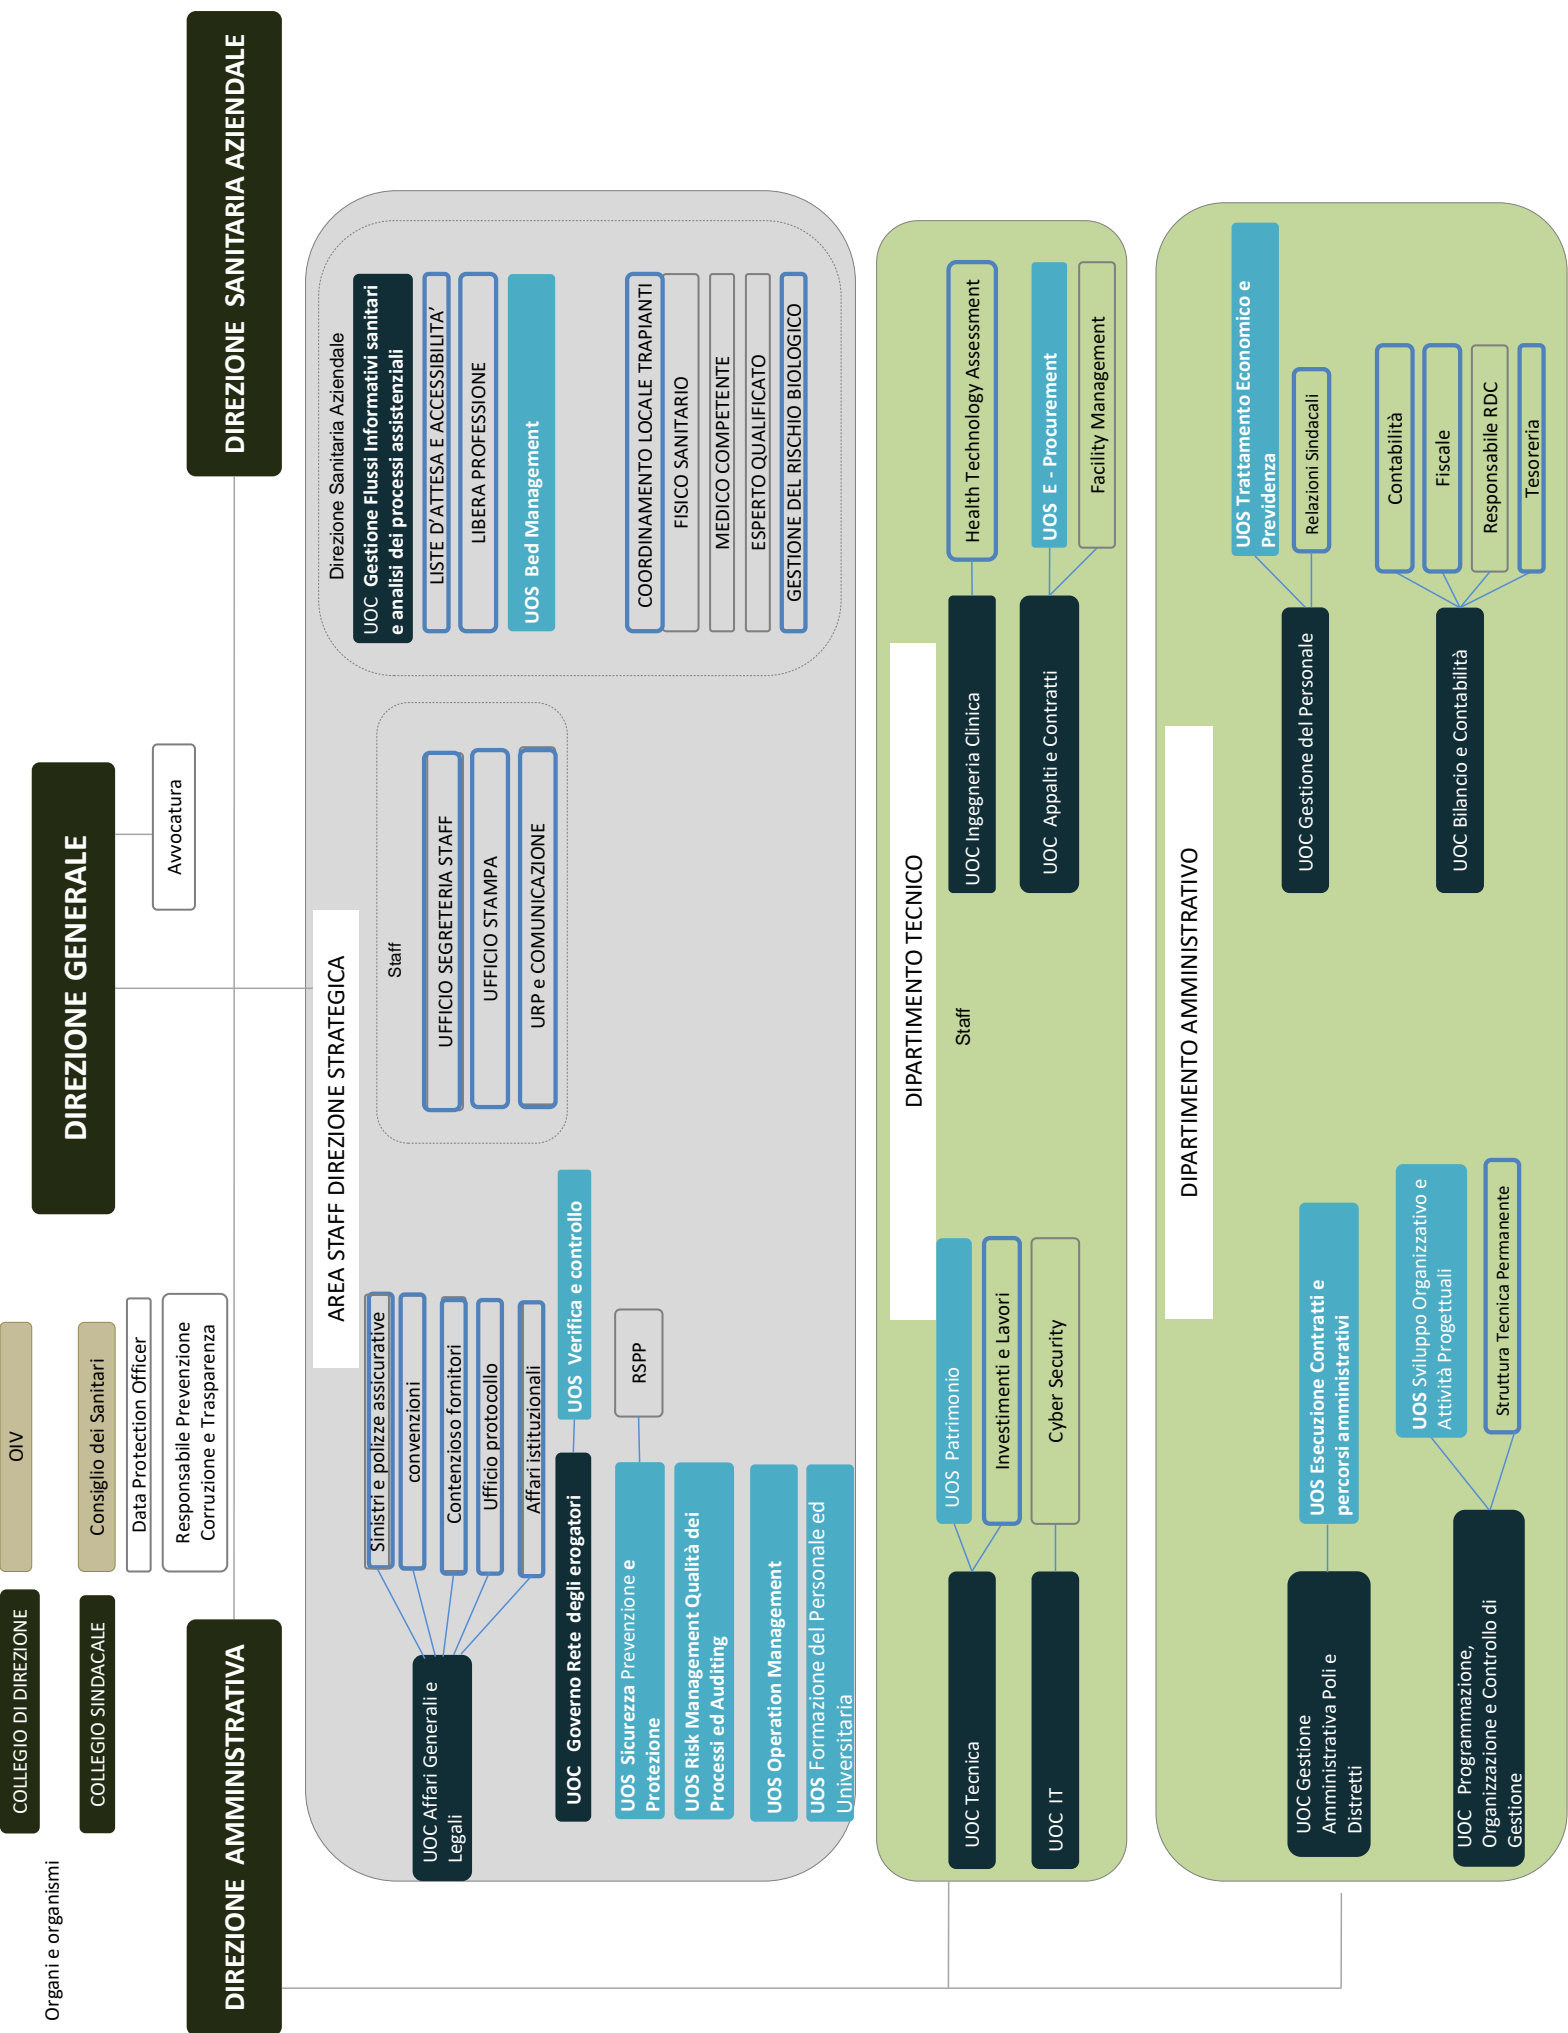 Organi e organismi
COLLEGIO DI DIREZIONE
OIV
COLLEGIO SINDACALE
Consiglio dei Sanitari
Data Protection Officer
Responsabile Prevenzione
Corruzione e Trasparenza
DIREZIONE GENERALE
Avvocatura
DIREZIONE AMMINISTRATIVA
DIREZIONE SANITARIA AZIENDALE
AREA STAFF DIREZIONE STRATEGICA
UOC Affari Generali e
Legali
Sinistri e polizze assicurative
convenzioni
Contenzioso fornitori
Ufficio protocollo
Affari istituzionali
UOC Governo Rete degli erogatori
UOS Verifica e controllo
UOS Sicurezza Prevenzione e
Protezione
RSPP
UOS Risk Management Qualità dei
Processi ed Auditing
UOS Operation Management
UOS Formazione del Personale ed
Universitaria
Staff
UFFICIO SEGRETERIA STAFF
UFFICIO STAMPA
URP e COMUNICAZIONE
Direzione Sanitaria Aziendale
UOC Gestione Flussi Informativi sanitari
e analisi dei processi assistenziali
LISTE D’ATTESA E ACCESSIBILITA’
LIBERA PROFESSIONE
UOS Bed Management
COORDINAMENTO LOCALE TRAPIANTI
FISICO SANITARIO
MEDICO COMPETENTE
ESPERTO QUALIFICATO
GESTIONE DEL RISCHIO BIOLOGICO
DIPARTIMENTO TECNICO
Staff
UOC Tecnica
UOS Patrimonio
Investimenti e Lavori
UOC IT
Cyber Security
UOC Ingegneria Clinica
Health Technology Assessment
UOC Appalti e Contratti
UOS E - Procurement
Facility Management
DIPARTIMENTO AMMINISTRATIVO
UOC Gestione
Amministrativa Poli e
Distretti
UOS Esecuzione Contratti e
percorsi amministrativi
UOC Programmazione,
Organizzazione e Controllo di
Gestione
UOS Sviluppo Organizzativo e
Attività Progettuali
Struttura Tecnica Permanente
UOC Gestione del Personale
UOS Trattamento Economico e
Previdenza
Relazioni Sindacali
UOC Bilancio e Contabilità
Contabilità
Fiscale
Responsabile RDC
Tesoreria